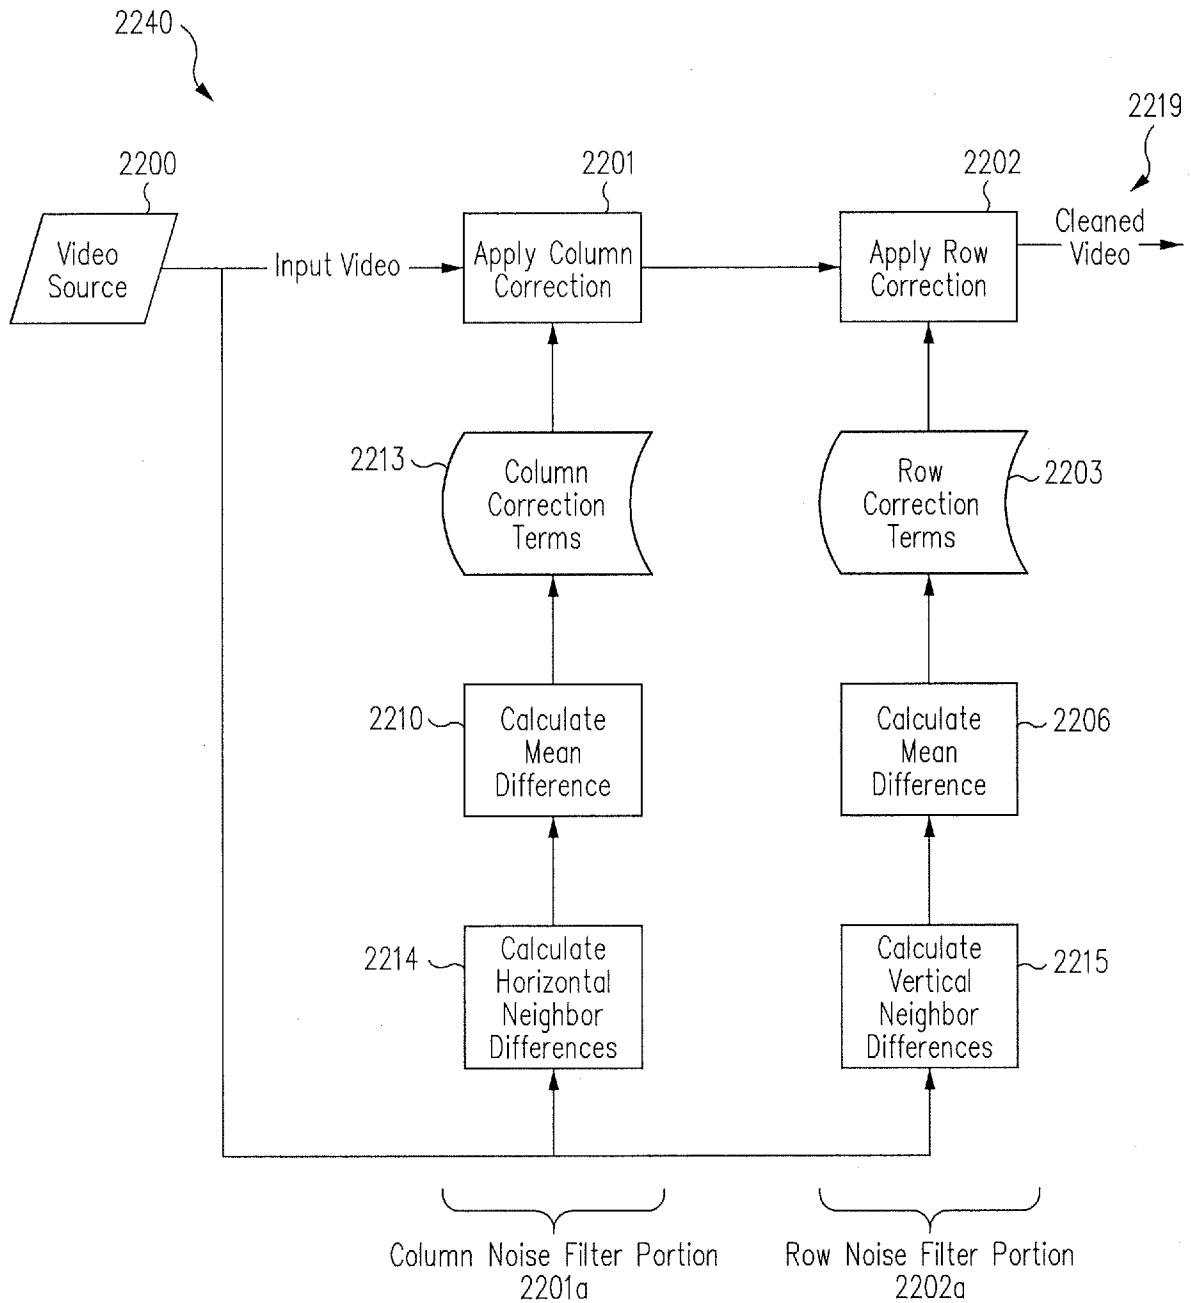 2240
2219
2200
2201
2202
Video
Source
Input Video
Apply Column
Correction
Apply Row
Correction
Cleaned
Video
2213
Column
Correction
Terms
Row
Correction
Terms
2203
2210
Calculate
Mean
Difference
Calculate
Mean
Difference
2206
2214
Calculate
Horizontal
Neighbor
Differences
Calculate
Vertical
Neighbor
Differences
2215
Column Noise Filter Portion
2201a
Row Noise Filter Portion
2202a